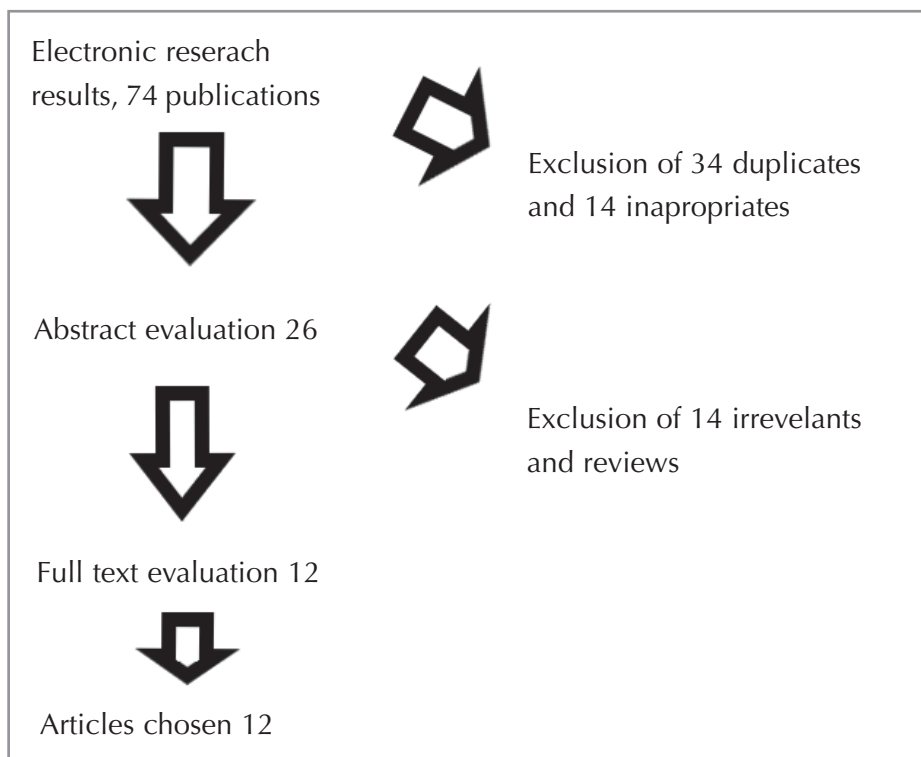 Electronic reserach
results, 74 publications
Exclusion of 34 duplicates
and 14 inapropriates
Abstract evaluation 26
Exclusion of 14 irrevelants
and reviews
Full text evaluation 12
Articles chosen 12